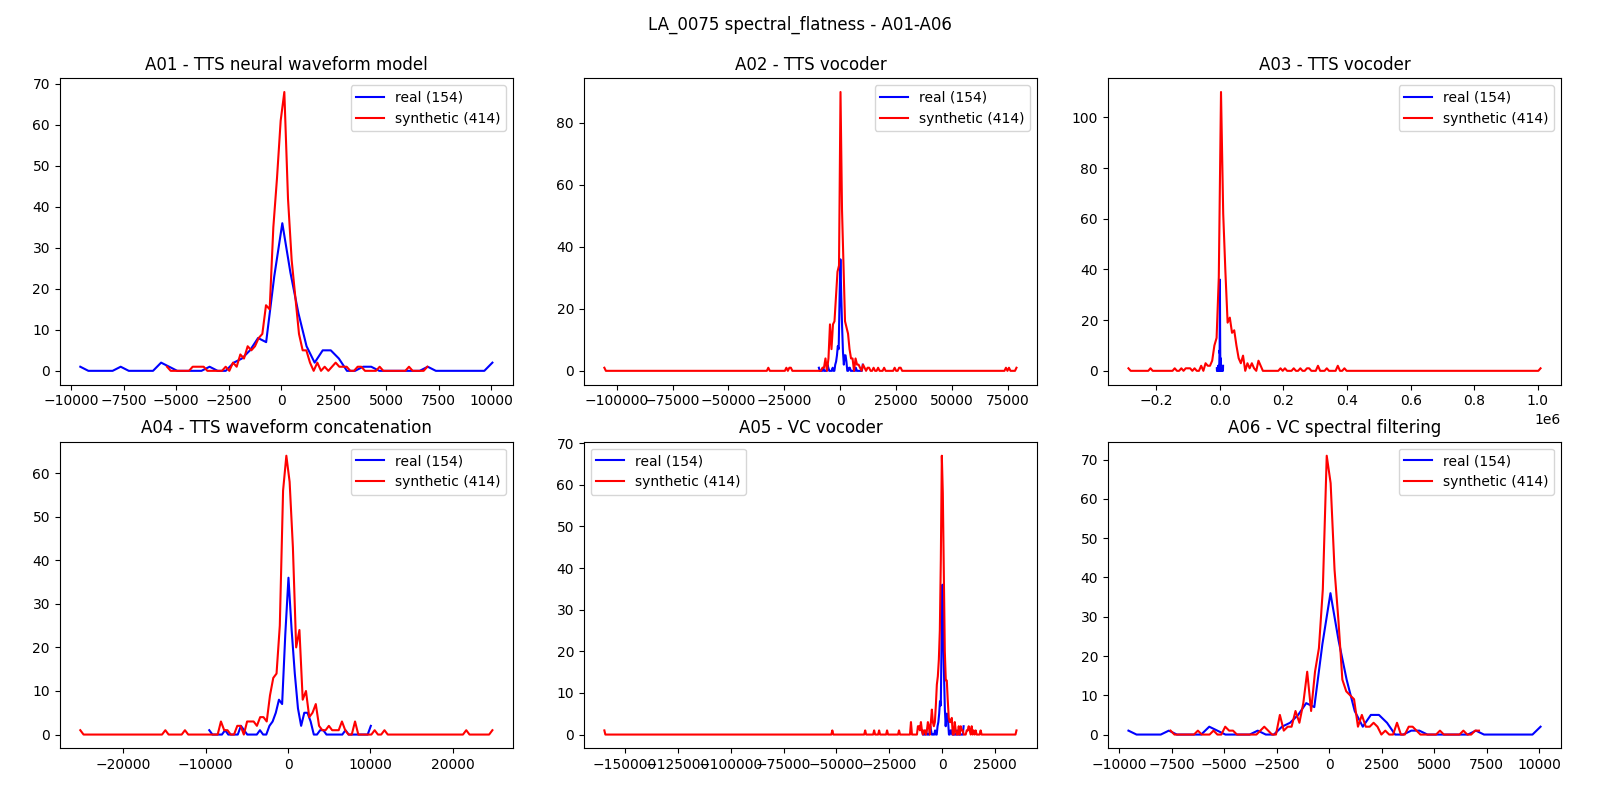 LA_0075 spectral_flatness - A01-A06
A01 - TTS neural waveform model
70
60
50
40
30
20
10
0
real (154)
synthetic (414)
−10000 −7500 −5000 −2500 0 2500 5000 7500 10000
A02 - TTS vocoder
80
60
40
20
0
real (154)
synthetic (414)
−100000 −75000 −50000 −25000 0 25000 50000 75000
A03 - TTS vocoder
100
80
60
40
20
0
real (154)
synthetic (414)
−0.2 0.0 0.2 0.4 0.6 0.8 1.0
1e6
A04 - TTS waveform concatenation
60
50
40
30
20
10
0
real (154)
synthetic (414)
−20000 −10000 0 10000 20000
A05 - VC vocoder
70
60
50
40
30
20
10
0
real (154)
synthetic (414)
−150000 −125000 −100000 −75000 −50000 −25000 0 25000
A06 - VC spectral filtering
70
60
50
40
30
20
10
0
real (154)
synthetic (414)
−10000 −7500 −5000 −2500 0 2500 5000 7500 10000